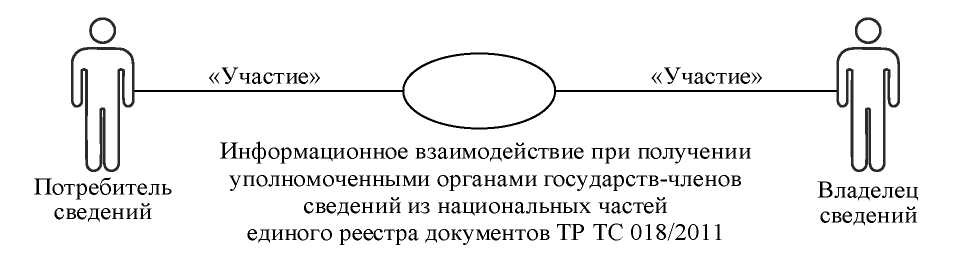 «Участие»
«Участие»
Информационное взаимодействие при получении
уполномоченными органами государств-членов
сведений из национальных частей
единого реестра документов ТР ТС 018/2011
Потребитель
сведений
Владелец
сведений